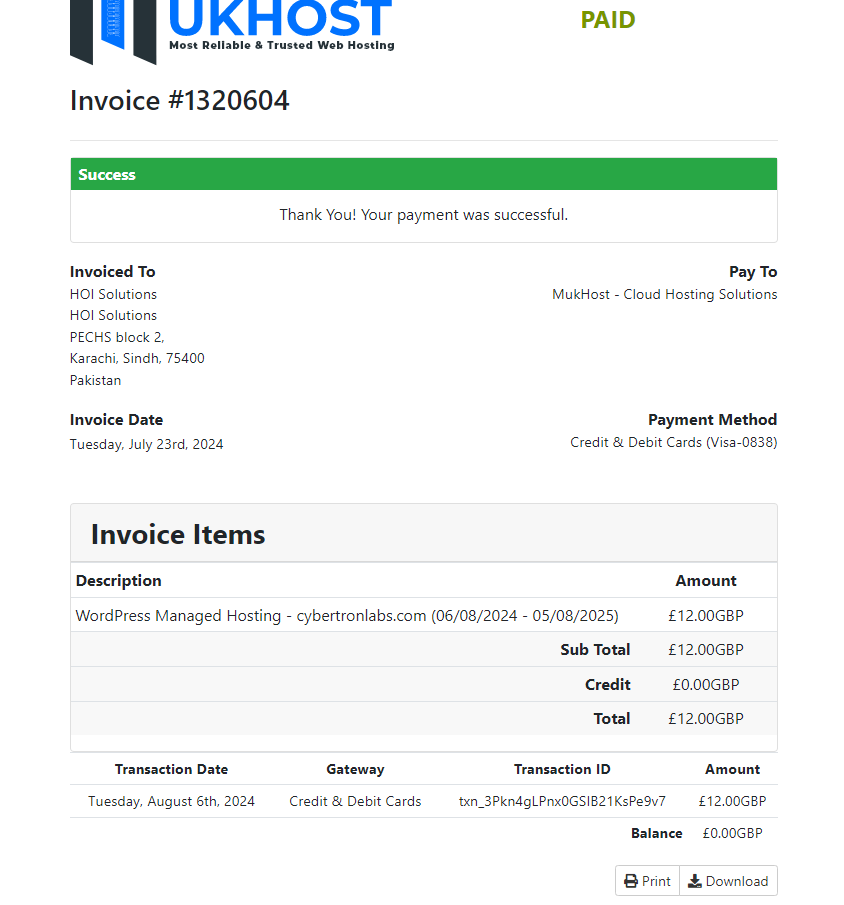 UKHOST
Most Reliable & Trusted Web Hosting
PAID
Invoice #1320604
Success
Thank You! Your payment was successful.
Invoiced To
HOI Solutions
HOI Solutions
PECHS block 2,
Karachi, Sindh, 75400
Pakistan
Pay To
MukHost - Cloud Hosting Solutions
Invoice Date
Tuesday, July 23rd, 2024
Payment Method
Credit & Debit Cards (Visa-0838)
Invoice Items
Description Amount
WordPress Managed Hosting - cybertronlabs.com (06/08/2024 - 05/08/2025) £12.00GBP
Sub Total £12.00GBP
Credit £0.00GBP
Total £12.00GBP
Transaction Date Gateway Transaction ID Amount
Tuesday, August 6th, 2024 Credit & Debit Cards txn_3Pkn4gLPnx0GSIB21KsPe9v7 £12.00GBP
Balance £0.00GBP
Print Download